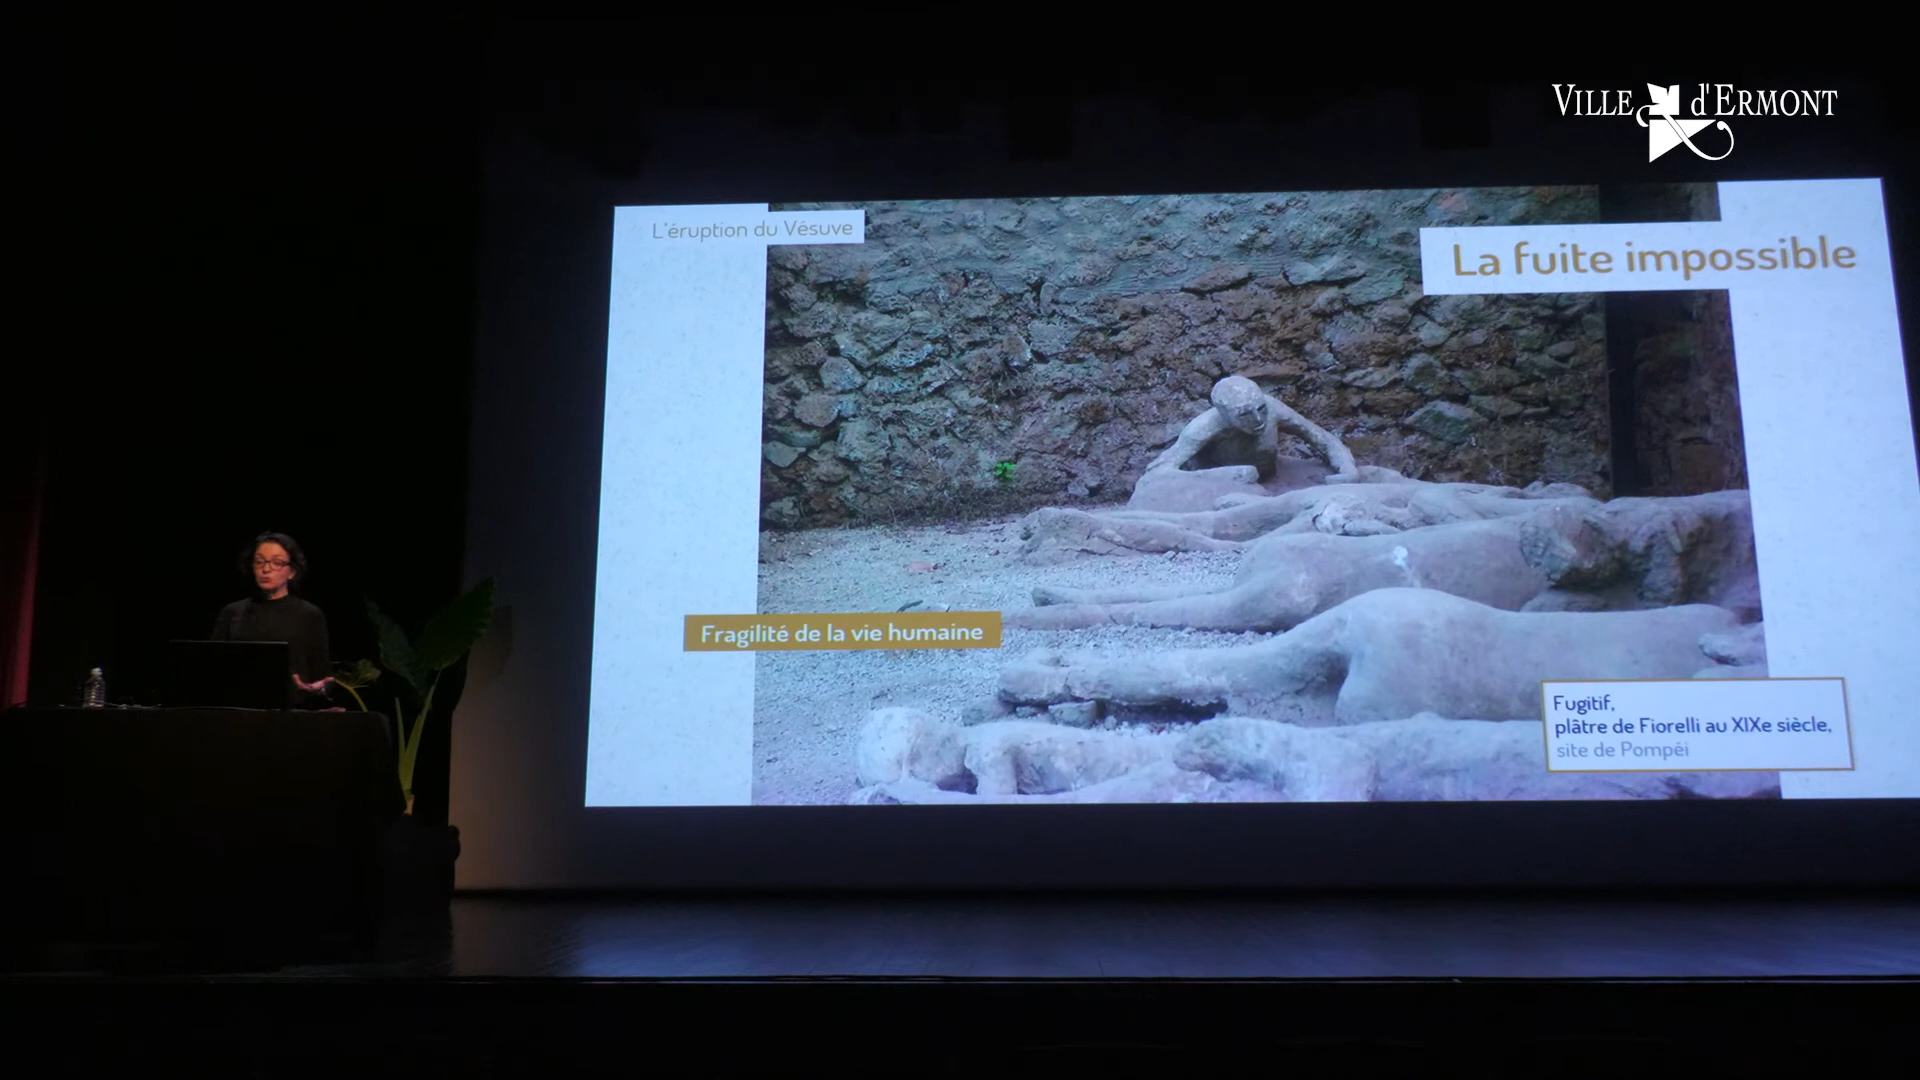 VILLE d'ERMONT
L'éruption du Vésuve
La fuite impossible
Fragilité de la vie humaine
Fugitif,
plâtre de Fiorelli au XIXe siècle,
site de Pompéi